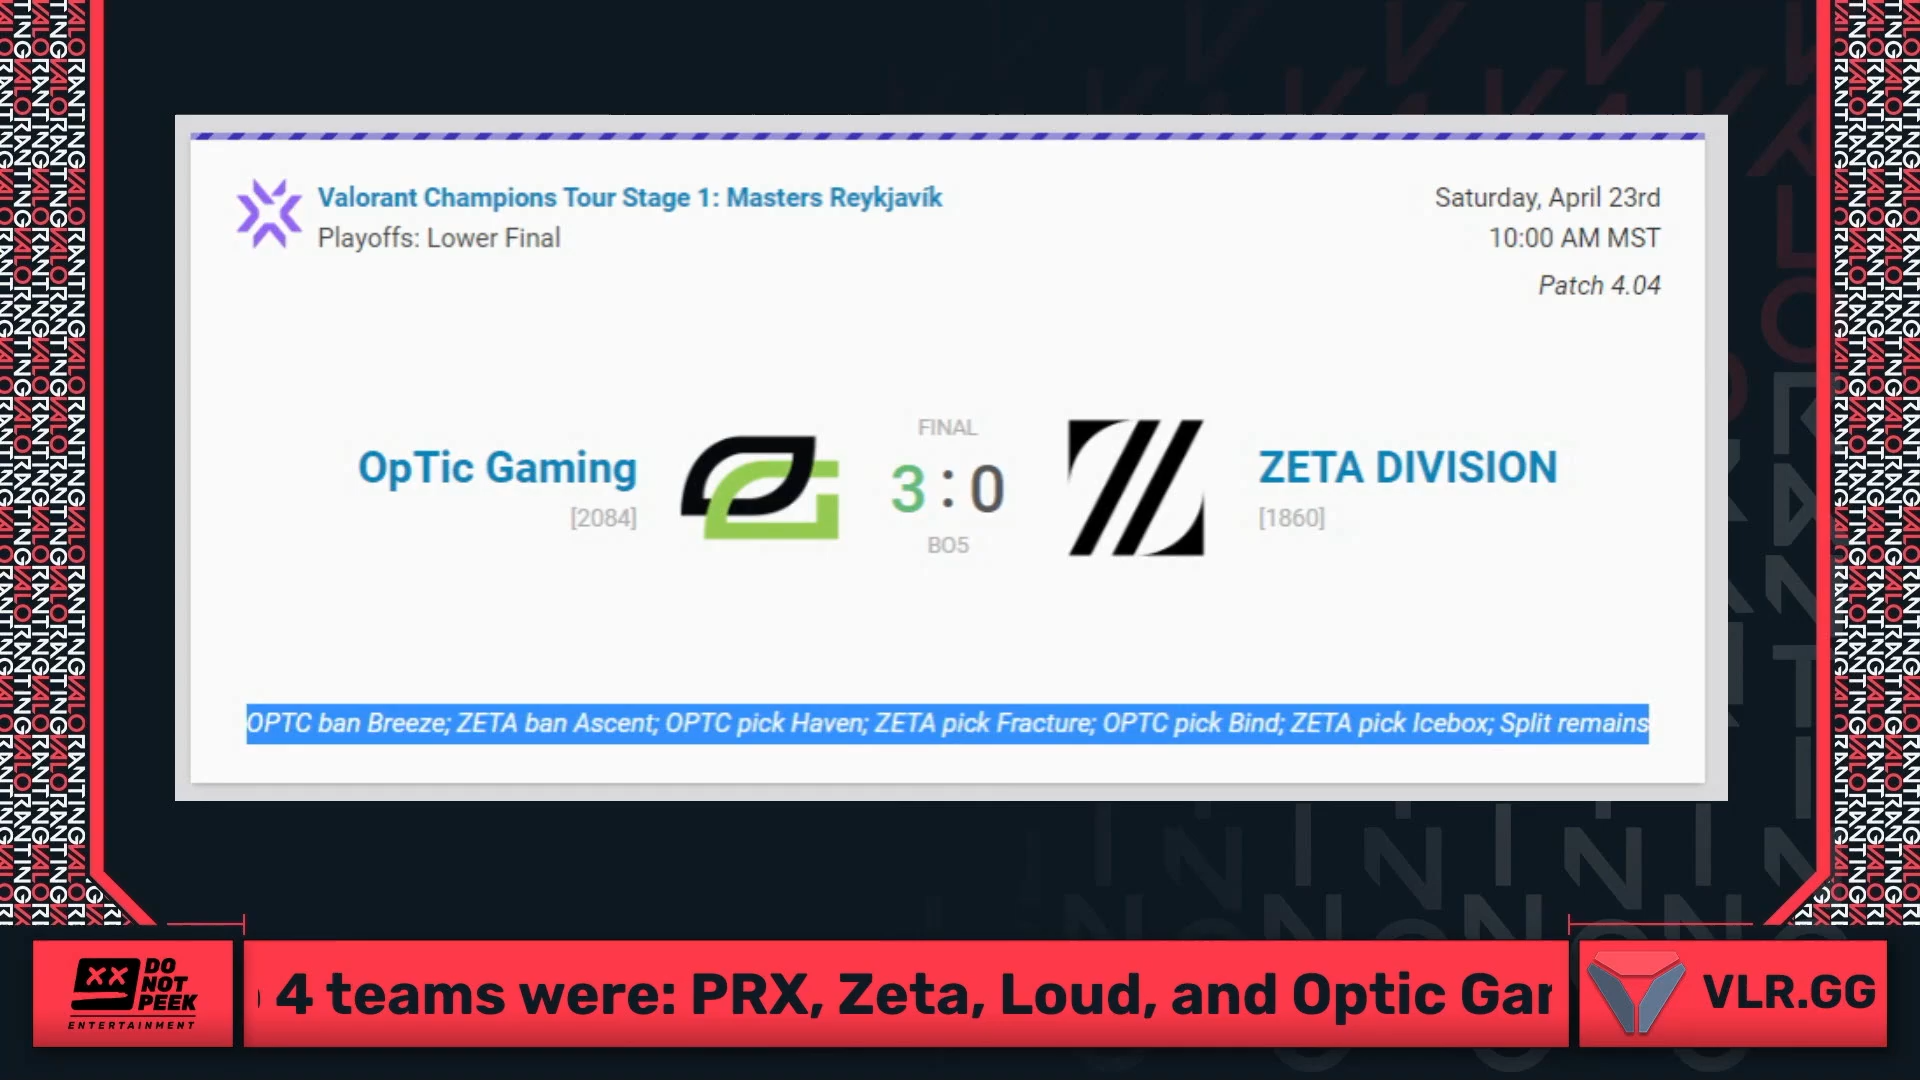 Valorant Champions Tour Stage 1: Masters Reykjavík
Playoffs: Lower Final
Saturday, April 23rd
10:00 AM MST
Patch 4.04
OpTic Gaming
[2084]
FINAL
3 : 0
BO5
ZETA DIVISION
[1860]
OPTC ban Breeze; ZETA ban Ascent; OPTC pick Haven; ZETA pick Fracture; OPTC pick Bind; ZETA pick Icebox; Split remains
DO NOT PEEK
ENTERTAINMENT
4 teams were: PRX, Zeta, Loud, and Optic
VLR.GG
VALORANTING